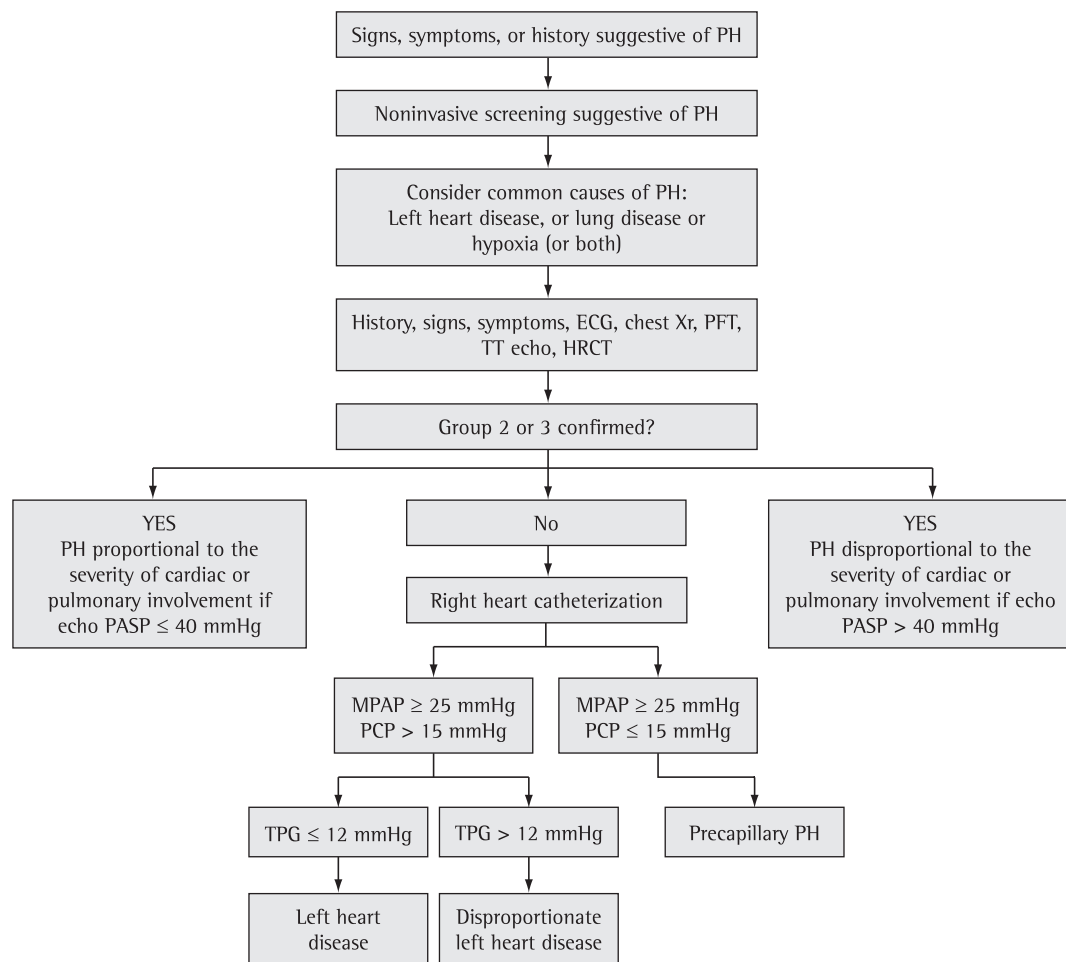 Signs, symptoms, or history suggestive of PH
Noninvasive screening suggestive of PH
Consider common causes of PH:
Left heart disease, or lung disease or
hypoxia (or both)
History, signs, symptoms, ECG, chest Xr, PFT,
TT echo, HRCT
Group 2 or 3 confirmed?
YES
PH proportional to the
severity of cardiac or
pulmonary involvement if
echo PASP ≤ 40 mmHg
No
YES
PH disproportional to the
severity of cardiac or
pulmonary involvement if echo
PASP > 40 mmHg
Right heart catheterization
MPAP ≥ 25 mmHg
PCP > 15 mmHg
MPAP ≥ 25 mmHg
PCP ≤ 15 mmHg
TPG ≤ 12 mmHg
TPG > 12 mmHg
Precapillary PH
Left heart
disease
Disproportionate
left heart disease